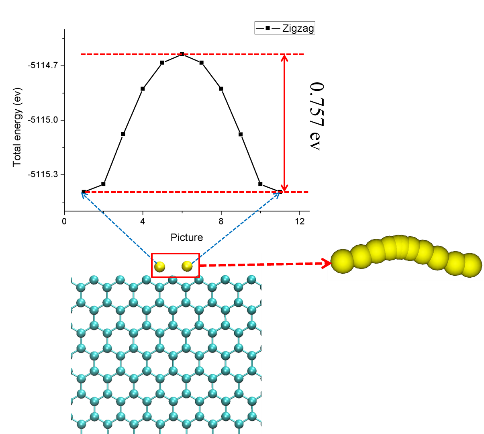 Zigzag
-5114.7
-5115.0
-5115.3
Total energy (ev)
0.757 ev
0 4 8 12
Picture